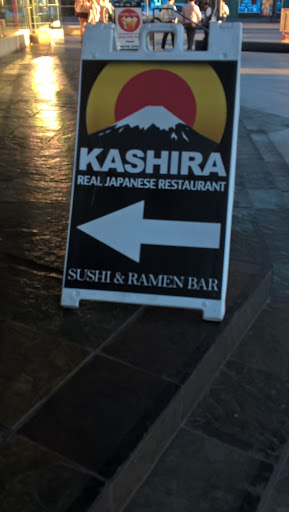 KASHIRA
REAL JAPANESE RESTAURANT
SUSHI & RAMEN BAR